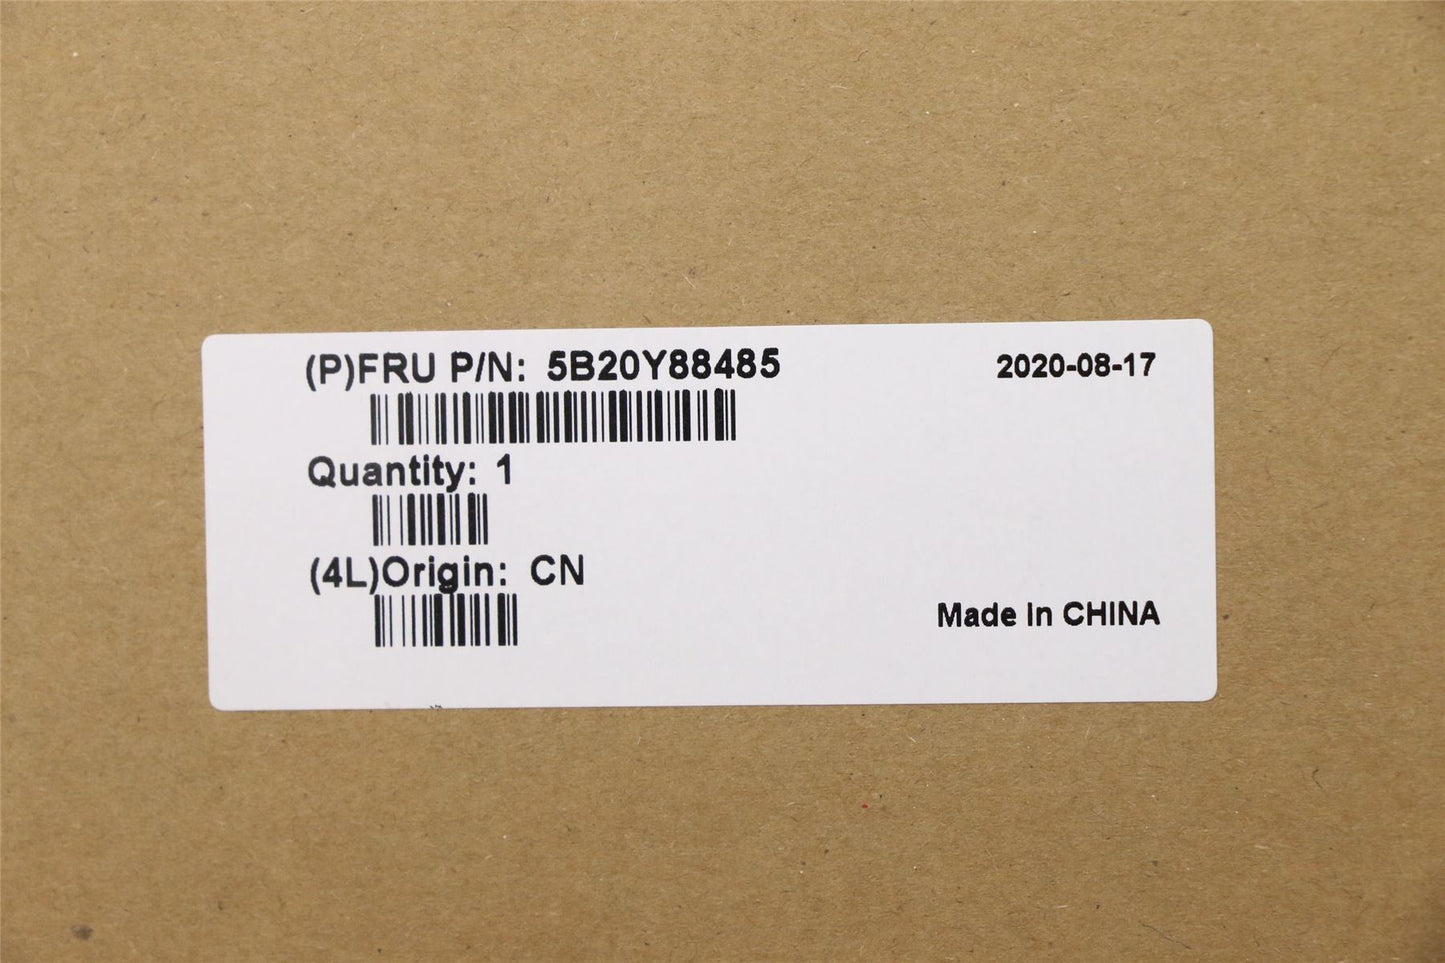 (P)FRU P/N: 5B20Y88485
2020-08-17
Quantity: 1
(4L)Origin: CN
Made In CHINA